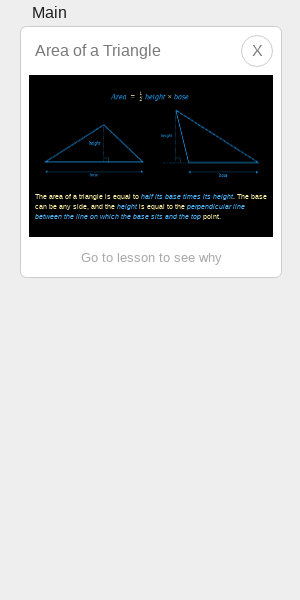 Main
Area of a Triangle
X
Area = 1/2 height × base
height
base
height
base
The area of a triangle is equal to half its base times its height. The base
can be any side, and the height is equal to the perpendicular line
between the line on which the base sits and the top point.
Go to lesson to see why